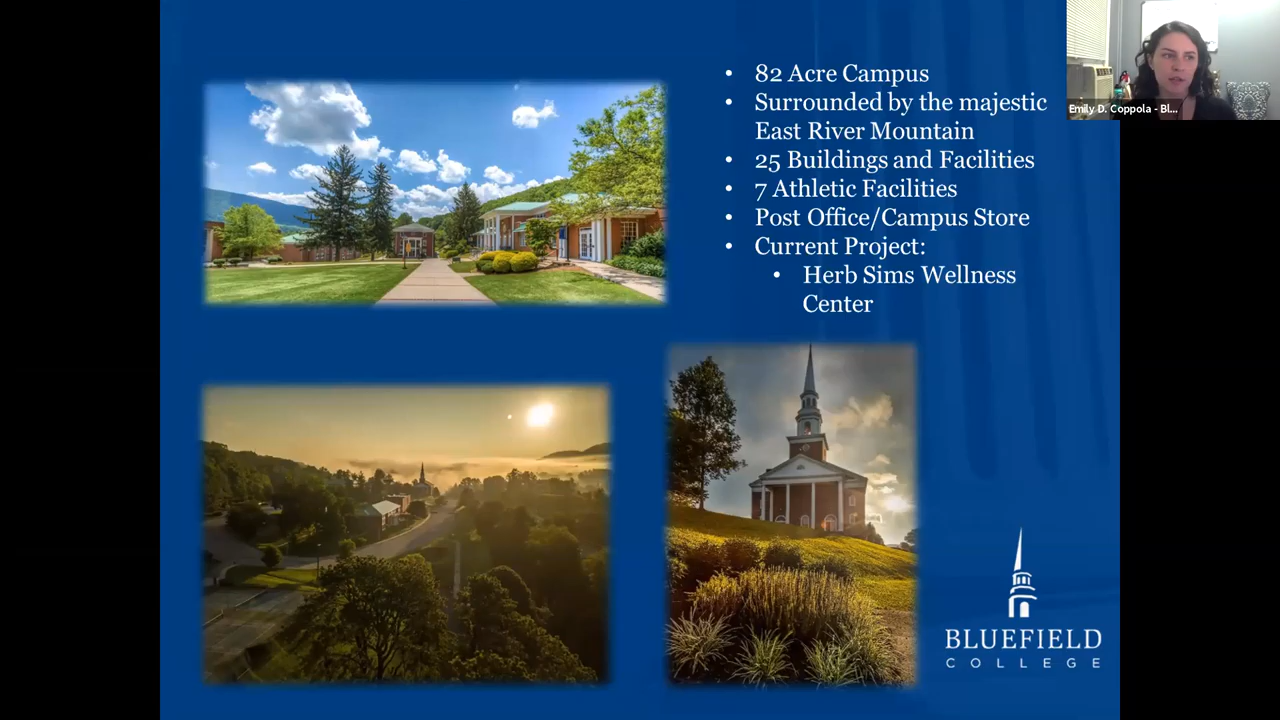 • 82 Acre Campus
• Surrounded by the majestic
East River Mountain
• 25 Buildings and Facilities
• 7 Athletic Facilities
• Post Office/Campus Store
• Current Project:
• Herb Sims Wellness
Center
Emily D. Coppola - Bl...
BLUEFIELD
COLLEGE